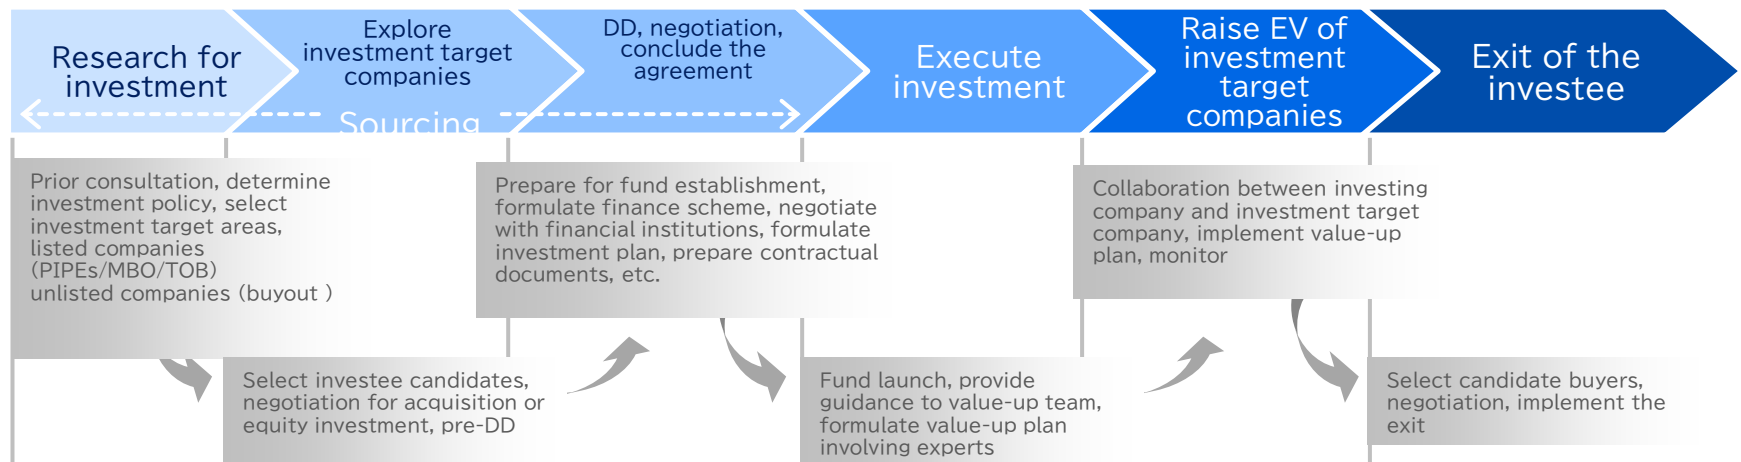 Research for
investment
Explore
investment target
companies
DD, negotiation,
conclude the
agreement
Execute
investment
Raise EV of
investment
target
companies
Exit of the
investee
Sourcing
Prior consultation, determine
investment policy, select
investment target areas,
listed companies
(PIPEs/MBO/TOB)
unlisted companies (buyout )
Prepare for fund establishment,
formulate finance scheme, negotiate
with financial institutions, formulate
investment plan, prepare contractual
documents, etc.
Collaboration between investing
company and investment target
company, implement value-up
plan, monitor
Select investee candidates,
negotiation for acquisition or
equity investment, pre-DD
Fund launch, provide
guidance to value-up team,
formulate value-up plan
involving experts
Select candidate buyers,
negotiation, implement the
exit